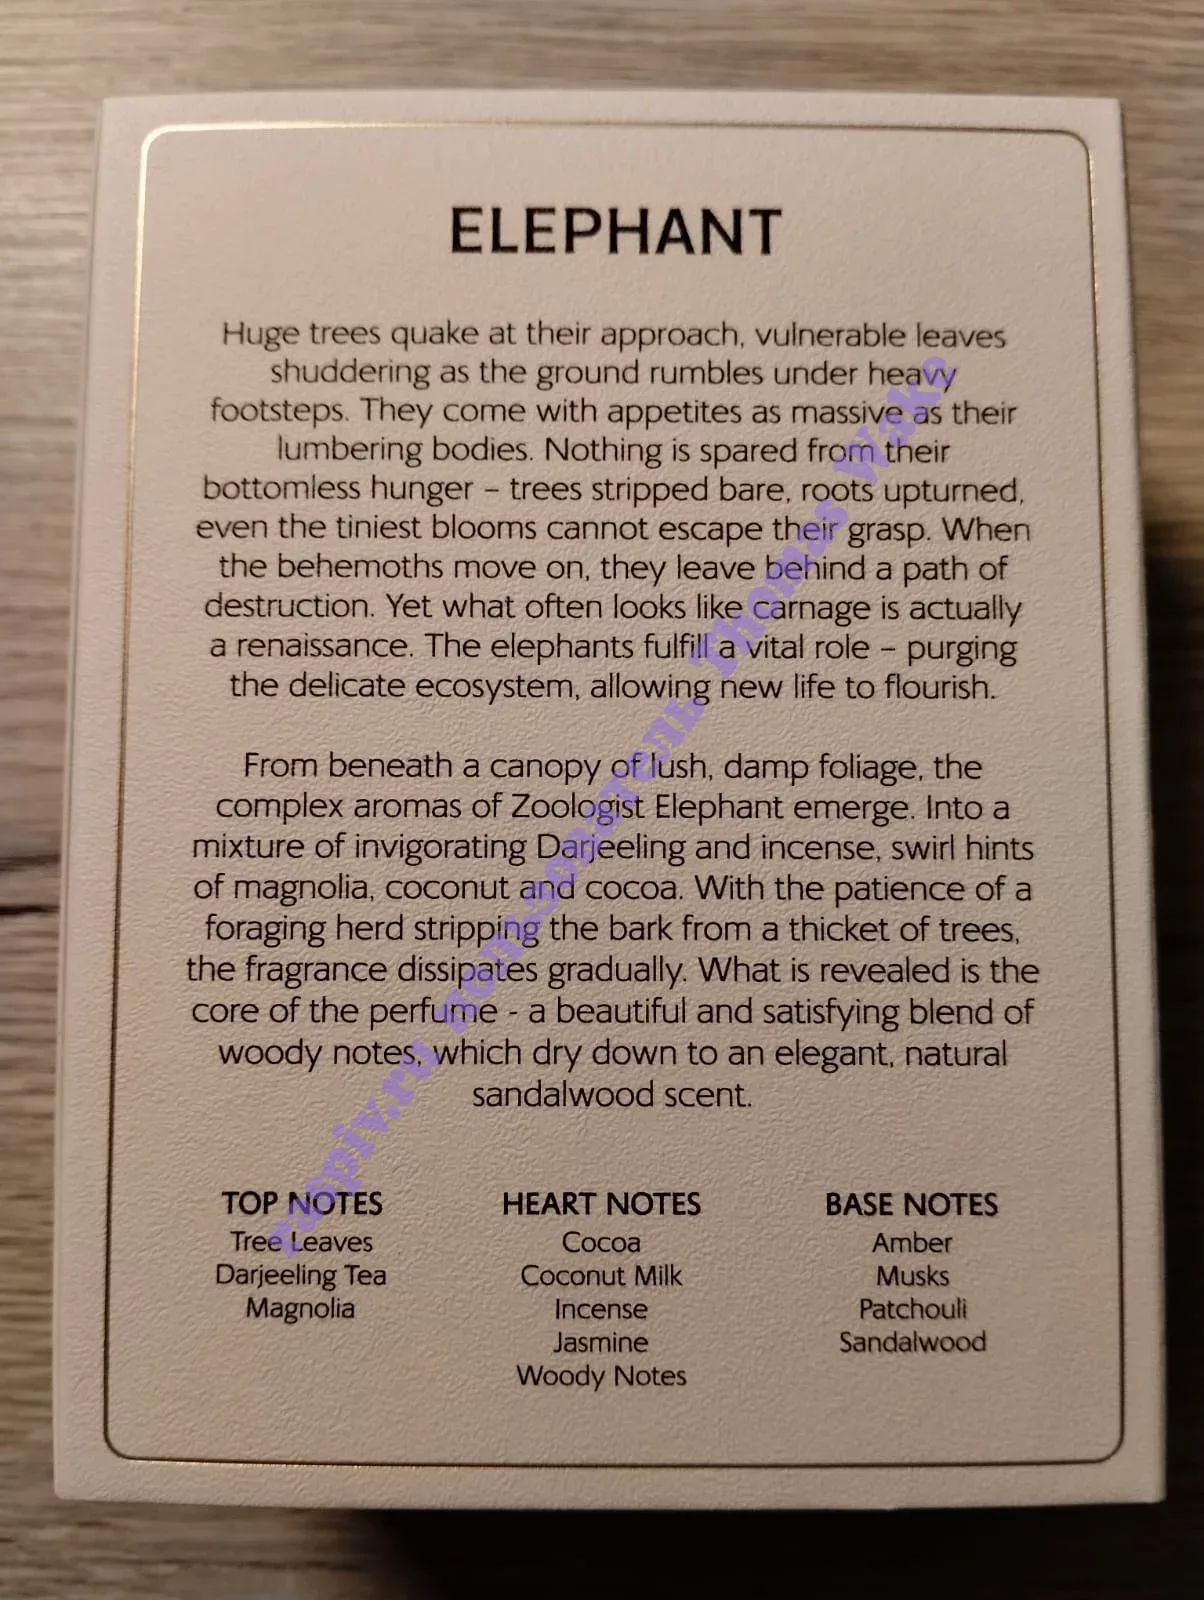 ELEPHANT
Huge trees quake at their approach, vulnerable leaves
shuddering as the ground rumbles under heavy
footsteps. They come with appetites as massive as their
lumbering bodies. Nothing is spared from their
bottomless hunger – trees stripped bare, roots upturned,
even the tiniest blooms cannot escape their grasp. When
the behemoths move on, they leave behind a path of
destruction. Yet what often looks like carnage is actually
a renaissance. The elephants fulfill a vital role – purging
the delicate ecosystem, allowing new life to flourish.
From beneath a canopy of lush, damp foliage, the
complex aromas of Zoologist Elephant emerge. Into a
mixture of invigorating Darjeeling and incense, swirl hints
of magnolia, coconut and cocoa. With the patience of a
foraging herd stripping the bark from a thicket of trees,
the fragrance dissipates gradually. What is revealed is the
core of the perfume - a beautiful and satisfying blend of
woody notes, which dry down to an elegant, natural
sandalwood scent.
TOP NOTES
Tree Leaves
Darjeeling Tea
Magnolia
HEART NOTES
Cocoa
Coconut Milk
Incense
Jasmine
Woody Notes
BASE NOTES
Amber
Musks
Patchouli
Sandalwood
raspiv.ru пользователь Thomas Wake